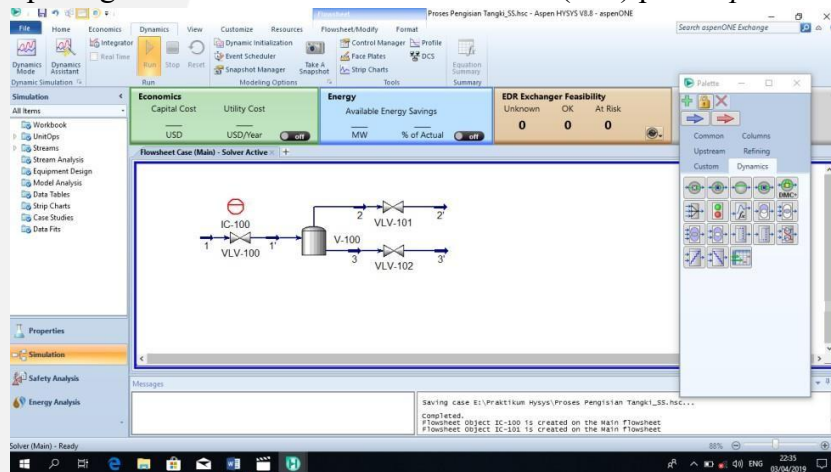 Flowsheet
Proses Pengisian Tangki_SS.hsc - Aspen HYSYS V8.8 - aspenONE
File Home Economics Dynamics View Customize Resources Flowsheet/Modify Format
Search aspenONE Exchange
Dynamics Mode
Dynamics Assistant
Integrator
Real Time
Run Stop Reset
Dynamic Initialization
Event Scheduler
Snapshot Manager
Take A Snapshot
Control Manager Profile
Face Plates DCS
Strip Charts
Equation Summary
Dynamic Simulation Run Modeling Options Tools Summary
Simulation
All Items
Workbook
UnitOps
Streams
Stream Analysis
Equipment Design
Model Analysis
Data Tables
Strip Charts
Case Studies
Data Fits
Properties
Simulation
Safety Analysis
Energy Analysis
Economics
Capital Cost Utility Cost
USD USD/Year off
Energy
Available Energy Savings
MW % of Actual off
EDR Exchanger Feasibility
Unknown OK At Risk
0 0 0
Flowsheet Case (Main) - Solver Active
IC-100
1
VLV-100
1'
V-100
2
VLV-101
2'
3
VLV-102
3'
Palette
Common Columns
Upstream Refining
Custom Dynamics
DMC+
Messages
Saving case E:\Praktikum Hysys\Proses Pengisian Tangki_SS.hsc...
Completed.
Flowsheet Object IC-100 is created on the Main flowsheet
Flowsheet Object IC-101 is created on the Main flowsheet
Solver (Main) - Ready
88%
ENG
22:35
03/04/2019